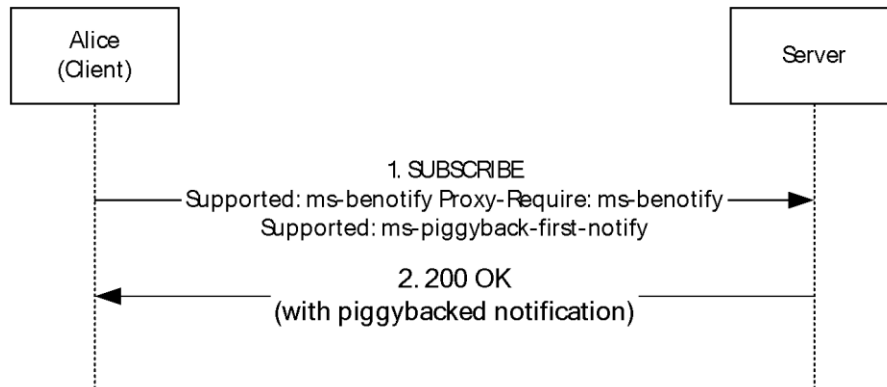 Alice
(Client)
Server
1. SUBSCRIBE
Supported: ms-benotify Proxy-Require: ms-benotify
Supported: ms-piggyback-first-notify
2. 200 OK
(with piggybacked notification)